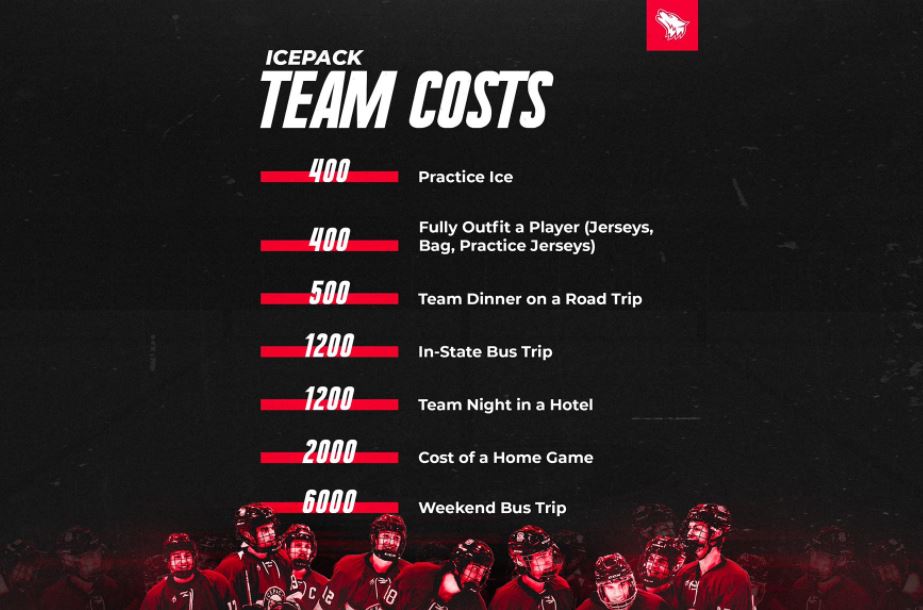 ICEPACK
TEAM COSTS
400 Practice Ice
400 Fully Outfit a Player (Jerseys,
Bag, Practice Jerseys)
500 Team Dinner on a Road Trip
1200 In-State Bus Trip
1200 Team Night in a Hotel
2000 Cost of a Home Game
6000 Weekend Bus Trip
C
18